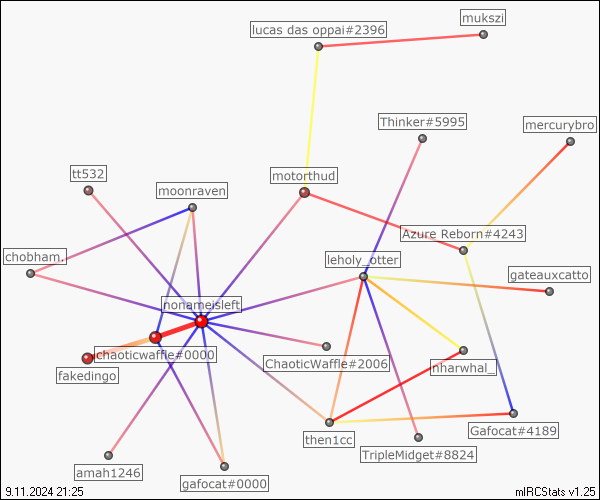 mukszi
lucas das oppai#2396
Thinker#5995
mercurybro
tt532
motorthud
moonraven
Azure Reborn#4243
chobham.
leholy_otter
gateauxcatto
nonameisleft
chaoticwaffle#0000
ChaoticWaffle#2006
nharwhal_
fakedingo
Gafocat#4189
then1cc
TripleMidget#8824
amah1246
gafocat#0000
9.11.2024 21:25
mIRCStats v1.25